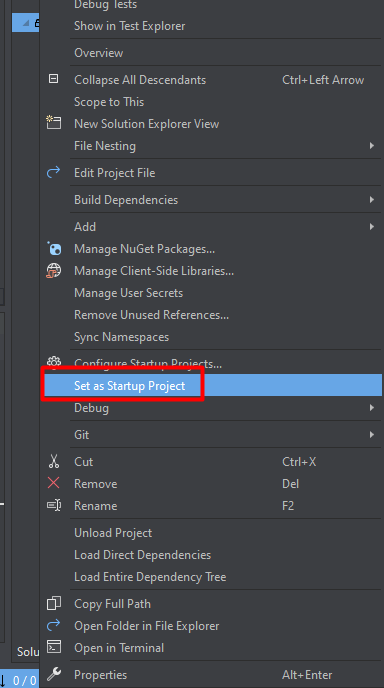 Debug Tests
Show in Test Explorer
Overview
Collapse All Descendants Ctrl+Left Arrow
Scope to This
New Solution Explorer View
File Nesting
Edit Project File
Build Dependencies
Add
Manage NuGet Packages...
Manage Client-Side Libraries...
Manage User Secrets
Remove Unused References...
Sync Namespaces
Configure Startup Projects...
Set as Startup Project
Debug
Git
Cut Ctrl+X
Remove Del
Rename F2
Unload Project
Load Direct Dependencies
Load Entire Dependency Tree
Copy Full Path
Open Folder in File Explorer
Open in Terminal
Solu
Properties Alt+Enter
0 / 0